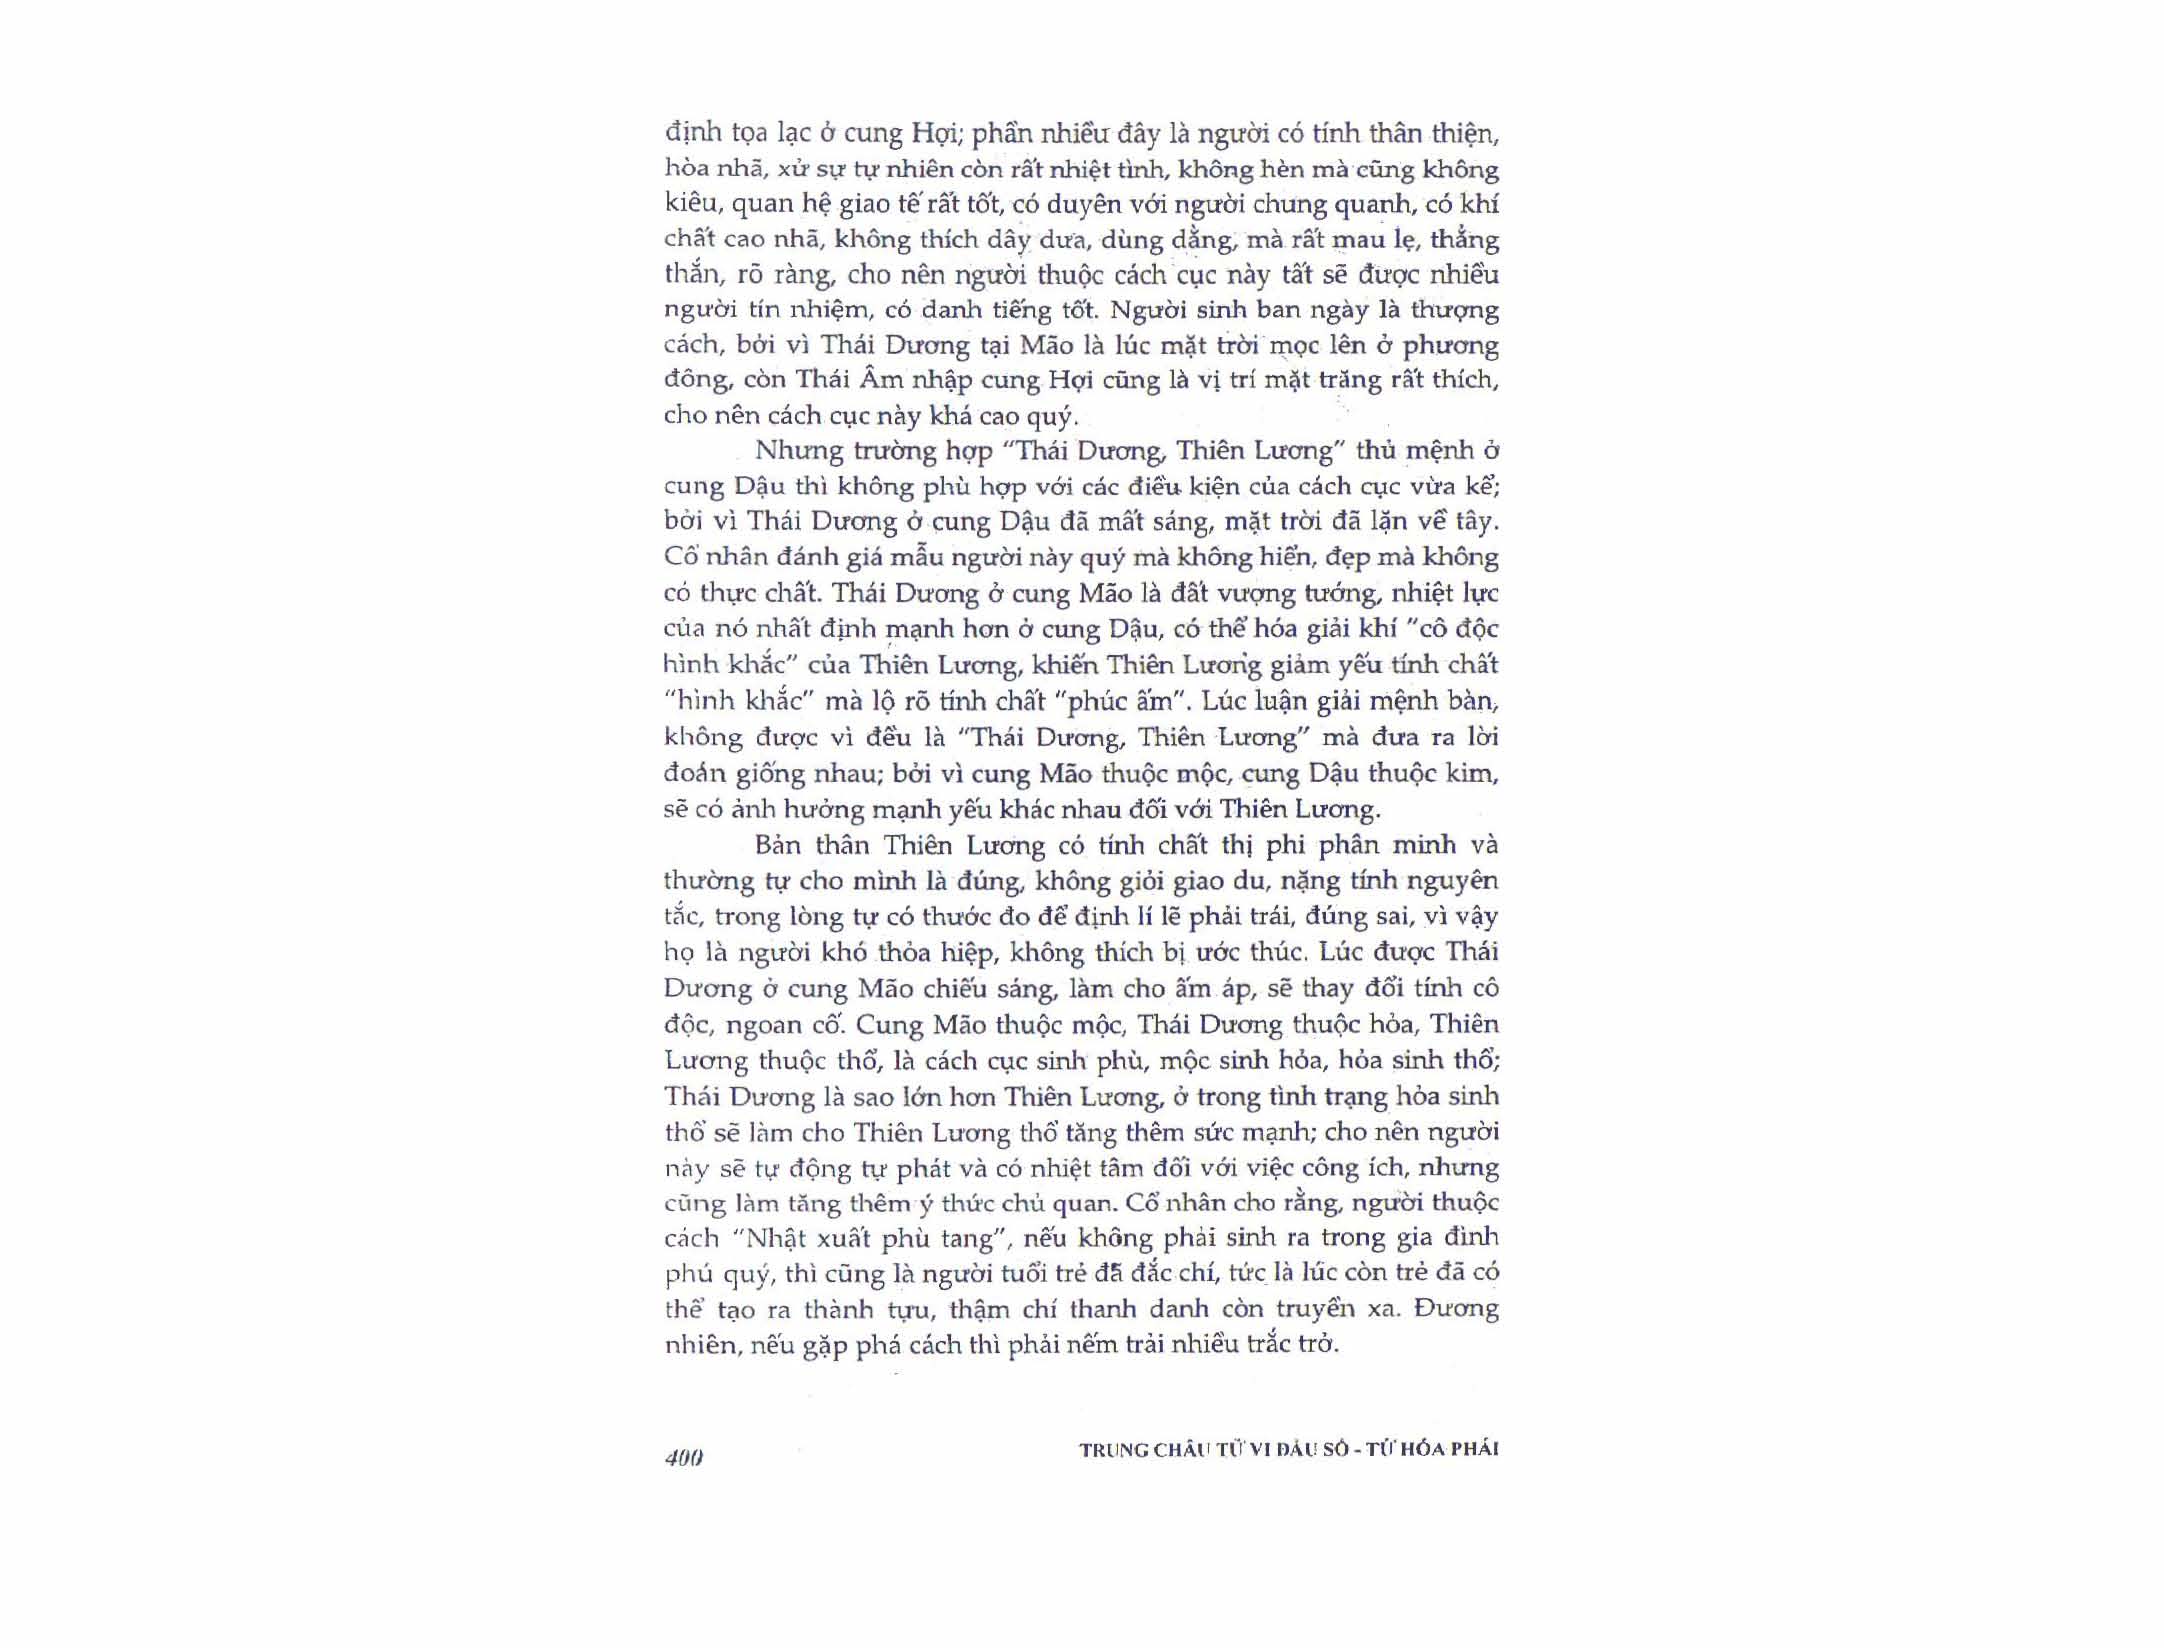 định tọa lạc ở cung Hợi; phần nhiều đây là người có tính thân thiện,
hòa nhã, xử sự tự nhiên còn rất nhiệt tình, không hèn mà cũng không
kiêu, quan hệ giao tế rất tốt, có duyên với người chung quanh, có khí
chất cao nhã, không thích dây dưa, dùng dằng, mà rất mau lẹ, thẳng
thắn, rõ ràng, cho nên người thuộc cách cục này tất sẽ được nhiều
người tín nhiệm, có danh tiếng tốt. Người sinh ban ngày là thượng
cách, bởi vì Thái Dương tại Mão là lúc mặt trời mọc lên ở phương
đông, còn Thái Âm nhập cung Hợi cũng là vị trí mặt trăng rất thích,
cho nên cách cục này khá cao quý.
Nhưng trường hợp "Thái Dương, Thiên Lương" thủ mệnh ở
cung Dậu thì không phù hợp với các điều kiện của cách cục vừa kể;
bởi vì Thái Dương ở cung Dậu đã mất sáng, mặt trời đã lặn về tây.
Cổ nhân đánh giá mẫu người này quý mà không hiển, đẹp mà không
có thực chất. Thái Dương ở cung Mão là đất vượng tướng, nhiệt lực
của nó nhất định mạnh hơn ở cung Dậu, có thể hóa giải khí "cô độc
hình khắc" của Thiên Lương, khiến Thiên Lương giảm yếu tính chất
"hình khắc" mà lộ rõ tính chất "phúc ấm". Lúc luận giải mệnh bàn,
không được vì đều là "Thái Dương, Thiên Lương" mà đưa ra lời
đoán giống nhau; bởi vì cung Mão thuộc mộc, cung Dậu thuộc kim,
sẽ có ảnh hưởng mạnh yếu khác nhau đối với Thiên Lương.
Bản thân Thiên Lương có tính chất thị phi phân minh và
thường tự cho mình là đúng, không giỏi giao du, nặng tính nguyên
tắc, trong lòng tự có thước đo để định lí lẽ phải trái, đúng sai, vì vậy
họ là người khó thỏa hiệp, không thích bị ước thúc. Lúc được Thái
Dương ở cung Mão chiếu sáng, làm cho ấm áp, sẽ thay đổi tính cô
độc, ngoan cố. Cung Mão thuộc mộc, Thái Dương thuộc hỏa, Thiên
Lương thuộc thổ, là cách cục sinh phù, mộc sinh hỏa, hỏa sinh thổ;
Thái Dương là sao lớn hơn Thiên Lương, ở trong tình trạng hỏa sinh
thổ sẽ làm cho Thiên Lương thổ tăng thêm sức mạnh; cho nên người
này sẽ tự động tự phát và có nhiệt tâm đối với việc công ích, nhưng
cũng làm tăng thêm ý thức chủ quan. Cổ nhân cho rằng, người thuộc
cách "Nhật xuất phù tang", nếu không phải sinh ra trong gia đình
phú quý, thì cũng là người tuổi trẻ đã đắc chí, tức là lúc còn trẻ đã có
thể tạo ra thành tựu, thậm chí thanh danh còn truyền xa. Đương
nhiên, nếu gặp phá cách thì phải nếm trải nhiều trắc trở.
400
TRUNG CHÂU TỬ VI ĐẨU SỐ - TỨ HÓA PHÁI